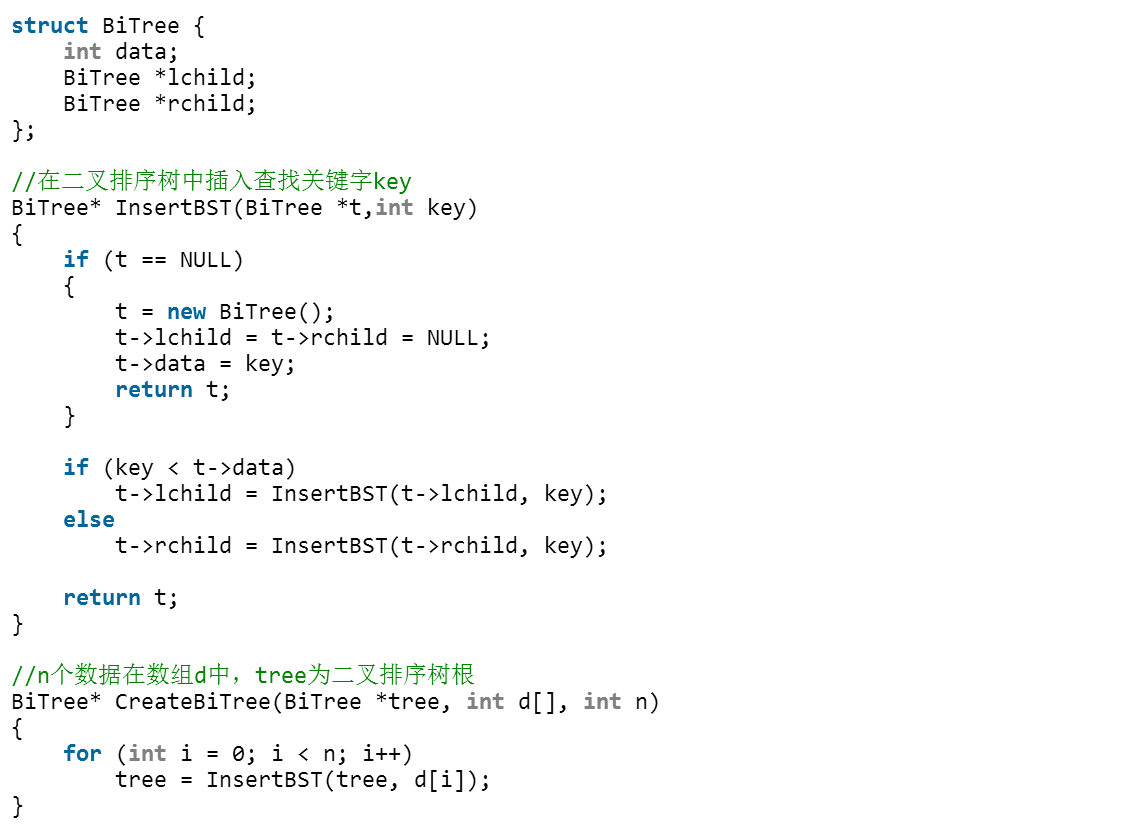 struct BiTree {
    int data;
    BiTree *lchild;
    BiTree *rchild;
};

//在二叉排序树中插入查找关键字key
BiTree* InsertBST(BiTree *t,int key)
{
    if (t == NULL)
    {
        t = new BiTree();
        t->lchild = t->rchild = NULL;
        t->data = key;
        return t;
    }

    if (key < t->data)
        t->lchild = InsertBST(t->lchild, key);
    else
        t->rchild = InsertBST(t->rchild, key);

    return t;
}

//n个数据在数组d中，tree为二叉排序树根
BiTree* CreateBiTree(BiTree *tree, int d[], int n)
{
    for (int i = 0; i < n; i++)
        tree = InsertBST(tree, d[i]);
}